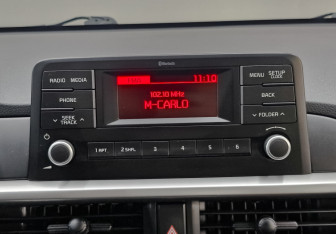 Bluetooth
RADIO MEDIA
11:10
MENU SETUP
CLOCK
102.10 MHz
M-CARLO
PHONE
BACK
SEEK
TRACK
FOLDER
1 RPT 2 SHFL 3 4 5 6